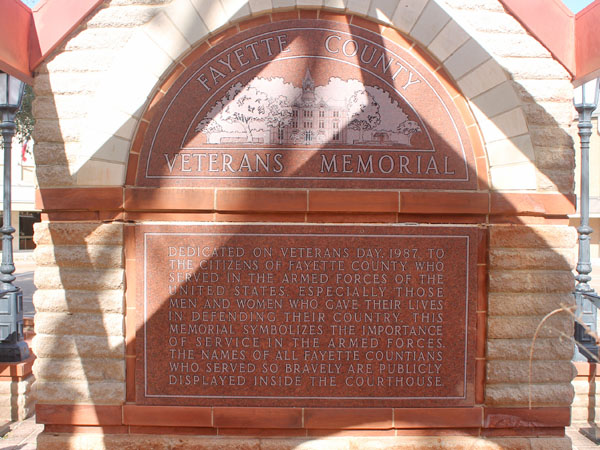 FAYETTE COUNTY
VETERANS MEMORIAL
DEDICATED ON VETERANS DAY, 1987, TO
THE CITIZENS OF FAYETTE COUNTY WHO
SERVED IN THE ARMED FORCES OF THE
UNITED STATES, ESPECIALLY THOSE
MEN AND WOMEN WHO GAVE THEIR LIVES
IN DEFENDING THEIR COUNTRY. THIS
MEMORIAL SYMBOLIZES THE IMPORTANCE
OF SERVICE IN THE ARMED FORCES.
THE NAMES OF ALL FAYETTE COUNTIANS
WHO SERVED SO BRAVELY ARE PUBLICLY
DISPLAYED INSIDE THE COURTHOUSE.